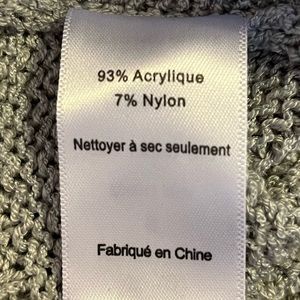 93% Acrylique
7% Nylon
Nettoyer à sec seulement
Fabriqué en Chine